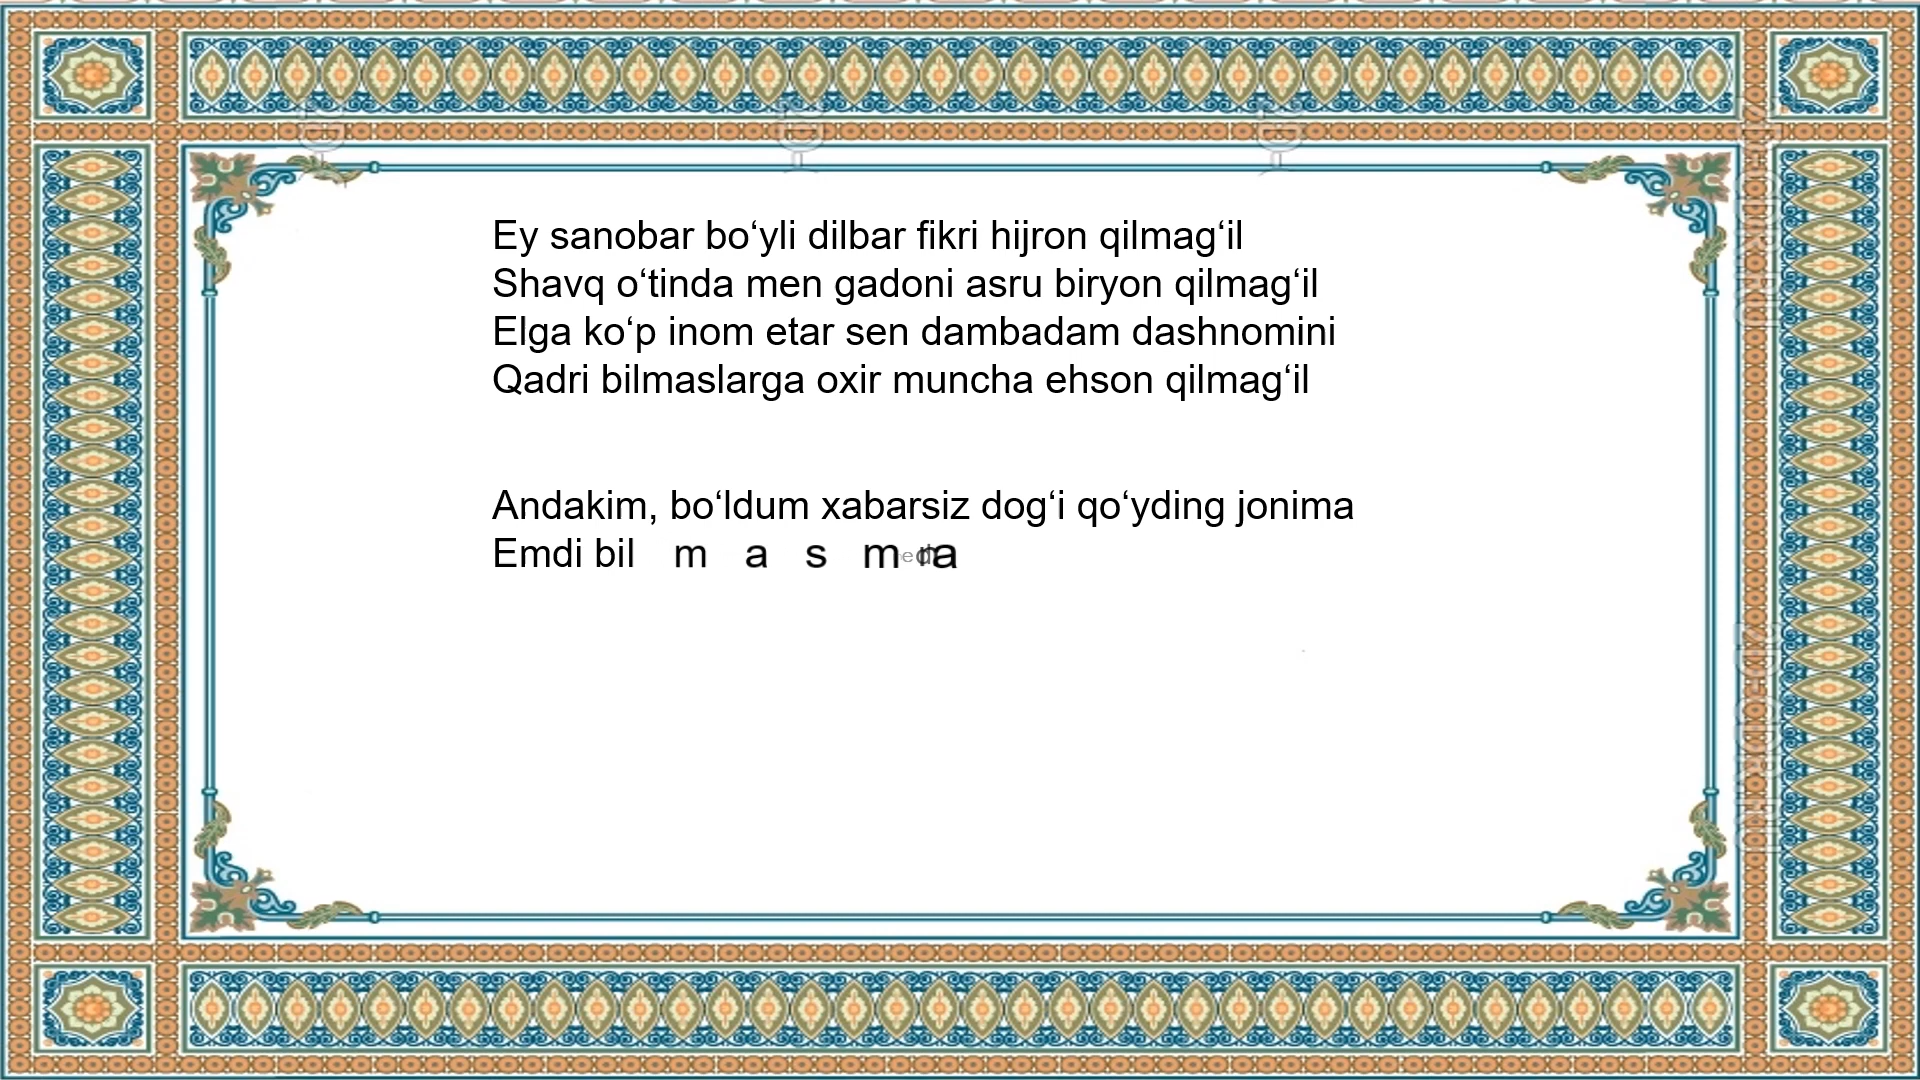 Ey sanobar bo‘yli dilbar fikri hijron qilmag‘il
Shavq o‘tinda men gadoni asru biryon qilmag‘il
Elga ko‘p inom etar sen dambadam dashnomini
Qadri bilmaslarga oxir muncha ehson qilmag‘il
Andakim, bo‘ldum xabarsiz dog‘i qo‘yding jonima
Emdi bil m a s